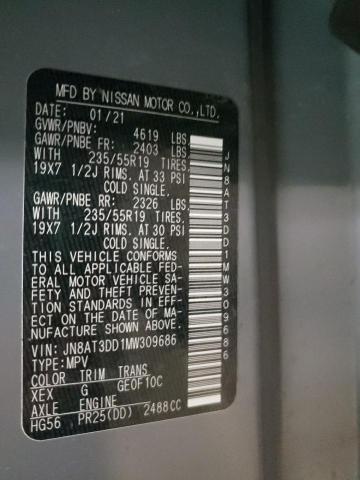 MFD BY NISSAN MOTOR CO.,LTD.
DATE: 01/21
GVWR/PNBV: 4619 LBS
GAWR/PNBE FR: 2403 LBS
WITH 235/55R19 TIRES.
19X7 1/2J RIMS. AT 33 PSI
COLD SINGLE.
GAWR/PNBE RR: 2326 LBS
WITH 235/55R19 TIRES.
19X7 1/2J RIMS. AT 30 PSI
COLD SINGLE.
THIS VEHICLE CONFORMS
TO ALL APPLICABLE FED-
ERAL MOTOR VEHICLE SA-
FETY AND THEFT PREVEN-
TION STANDARDS IN EFF-
ECT ON THE DATE OF MA-
NUFACTURE SHOWN ABOVE.
VIN: JN8AT3DD1MW309686
TYPE: MPV
COLOR TRIM TRANS
XEX G GE0F10C
AXLE ENGINE
HG56 PR25(DD) 2488CC
JN8AT3DD1MW309686